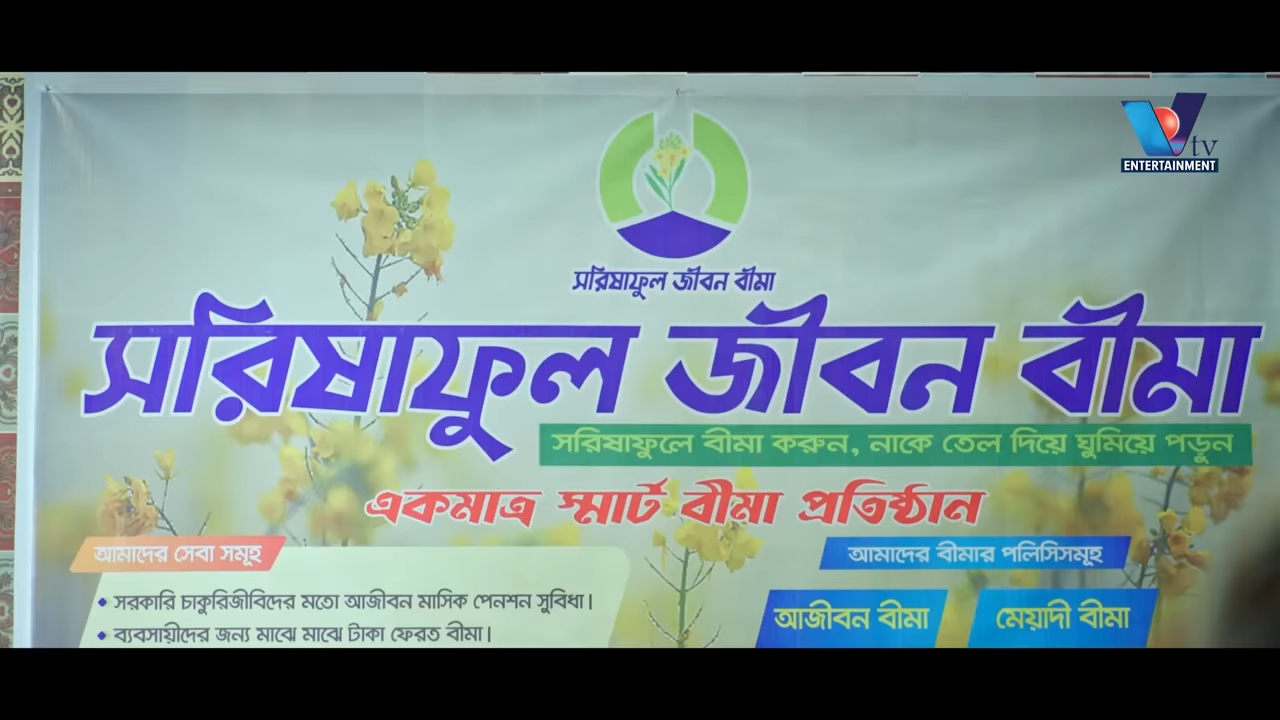 tv
ENTERTAINMENT
সরিষাফুল জীবন বীমা
সরিষাফুল জীবন বীমা
সরিষাফুলে বীমা করুন, নাকে তেল দিয়ে ঘুমিয়ে পড়ুন
একমাত্র স্মার্ট বীমা প্রতিষ্ঠান
আমাদের সেবা সমূহ
সরকারি চাকুরিজীবিদের মতো আজীবন মাসিক পেনশন সুবিধা।
ব্যবসায়ীদের জন্য মাঝে মাঝে টাকা ফেরত বীমা।
আমাদের বীমার পলিসিসমূহ
আজীবন বীমা
মেয়াদী বীমা